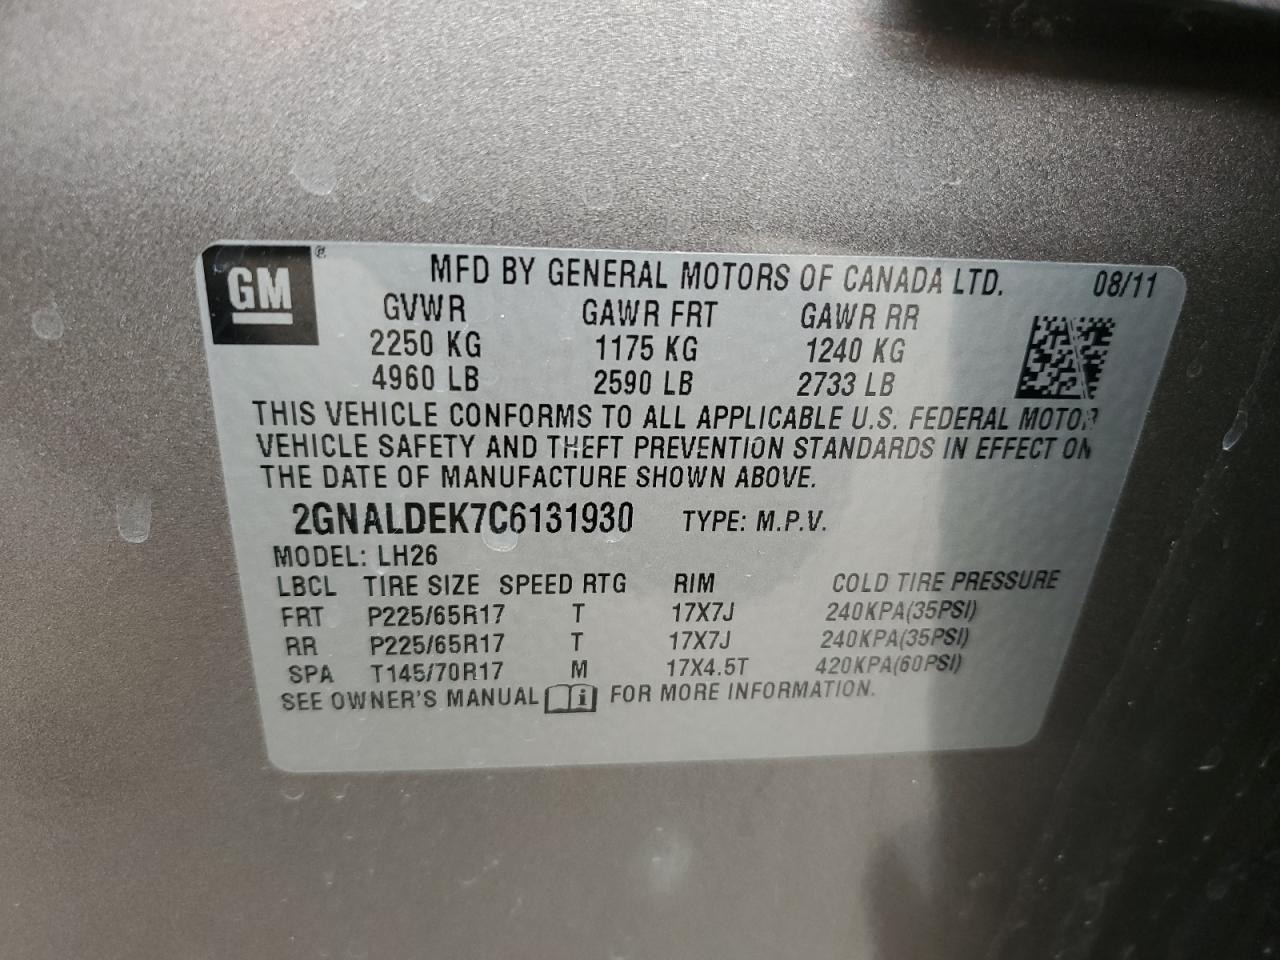 GM ®
MFD BY GENERAL MOTORS OF CANADA LTD. 08/11
GVWR GAWR FRT GAWR RR
2250 KG 1175 KG 1240 KG
4960 LB 2590 LB 2733 LB
THIS VEHICLE CONFORMS TO ALL APPLICABLE U.S. FEDERAL MOTOR
VEHICLE SAFETY AND THEFT PREVENTION STANDARDS IN EFFECT ON
THE DATE OF MANUFACTURE SHOWN ABOVE.
2GNALDEK7C6131930 TYPE: M.P.V.
MODEL: LH26
LBCL TIRE SIZE SPEED RTG RIM COLD TIRE PRESSURE
FRT P225/65R17 T 17X7J 240KPA(35PSI)
RR P225/65R17 T 17X7J 240KPA(35PSI)
SPA T145/70R17 M 17X4.5T 420KPA(60PSI)
SEE OWNER'S MANUAL i FOR MORE INFORMATION.